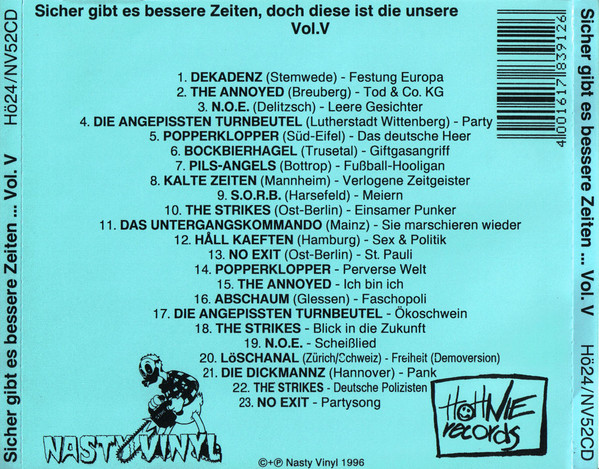 Sicher gibt es bessere Zeiten, doch diese ist die unsere
Vol.V
1. DEKADENZ (Stemwede) - Festung Europa
2. THE ANNOYED (Breuberg) - Tod & Co. KG
3. N.O.E. (Delitzsch) - Leere Gesichter
4. DIE ANGEPISSTEN TURNBEUTEL (Lutherstadt Wittenberg) - Party
5. POPPERKLOPPER (Süd-Eifel) - Das deutsche Heer
6. BOCKBIERHAGEL (Trusetal) - Giftgasangriff
7. PILS-ANGELS (Bottrop) - Fußball-Hooligan
8. KALTE ZEITEN (Mannheim) - Verlogene Zeitgeister
9. S.O.R.B. (Harsefeld) - Meiern
10. THE STRIKES (Ost-Berlin) - Einsamer Punker
11. DAS UNTERGANGSKOMMANDO (Mainz) - Sie marschieren wieder
12. HÅLL KAEFTEN (Hamburg) - Sex & Politik
13. NO EXIT (Ost-Berlin) - St. Pauli
14. POPPERKLOPPER - Perverse Welt
15. THE ANNOYED - Ich bin ich
16. ABSCHAUM (Glessen) - Faschopoli
17. DIE ANGEPISSTEN TURNBEUTEL - Ökoschwein
18. THE STRIKES - Blick in die Zukunft
19. N.O.E. - Scheißlied
20. LöSCHANAL (Zürich/Schweiz) - Freiheit (Demoversion)
21. DIE DICKMANNZ (Hannover) - Pank
22. THE STRIKES - Deutsche Polizisten
23. NO EXIT - Partysong
NASTY VINYL
HöHNIE
records
©+Ⓟ Nasty Vinyl 1996
4 001617 839126
Sicher gibt es bessere Zeiten ... Vol. V Hö24/NV52CD
Sicher gibt es bessere Zeiten ... Vol. V Hö24/NV52CD